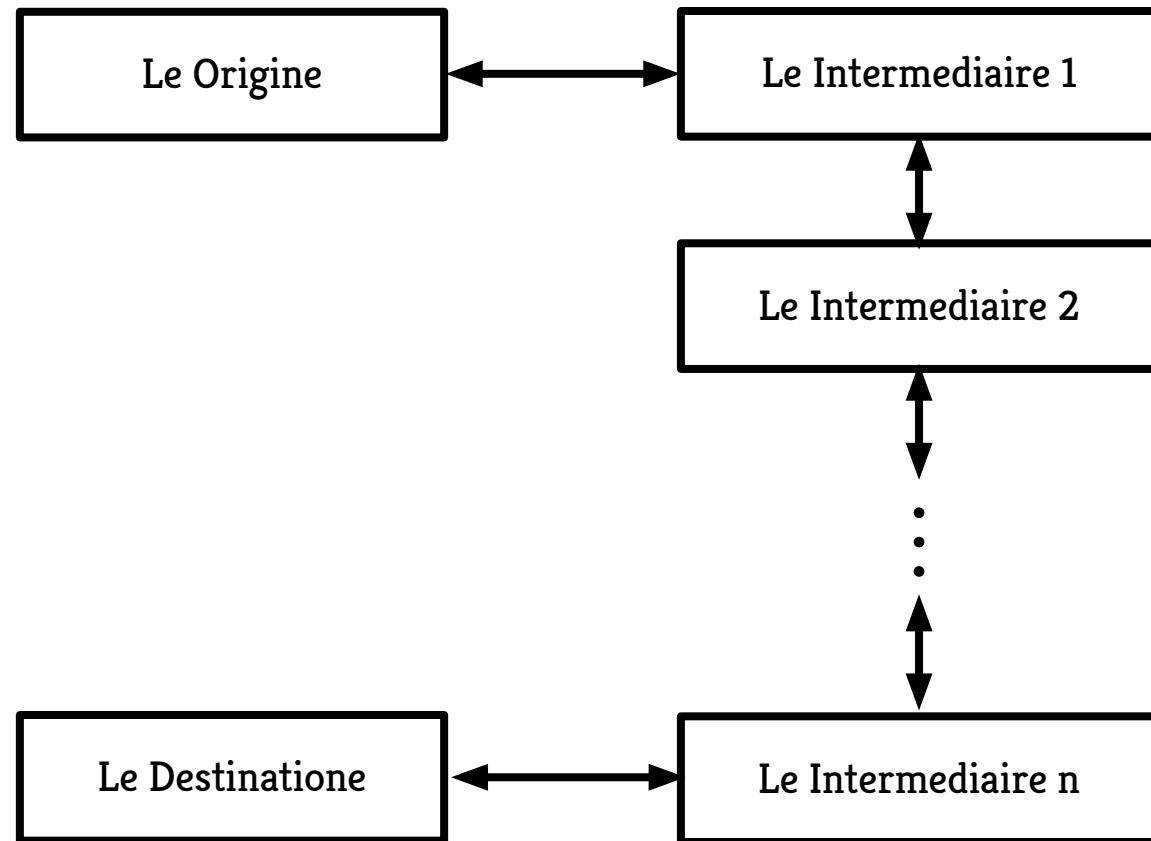 Le Origine
Le Intermediaire 1
Le Intermediaire 2
Le Destinatione
Le Intermediaire n